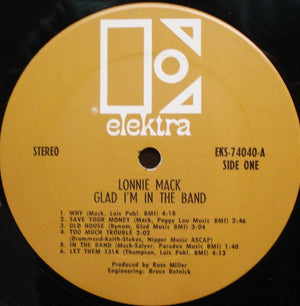 elektra
STEREO
EKS-74040-A
SIDE ONE
LONNIE MACK
GLAD I'M IN THE BAND
1. WHY (Mack, Lois Publ. BMI) 4:18
2. SAVE YOUR MONEY (Mack, Peggy Lou Music BMI) 2:46
3. OLD HOUSE (Bynum, Glad Music BMI) 3:04
4. TOO MUCH TROUBLE 2:02
(Drummond-Keith-Stokes, Nipper Music ASCAP)
5. IN THE BAND (Mack-Salyer, Paradox Music BMI) 1:40
6. LET THEM TALK (Thompson, Lois Publ. BMI) 4:13
Produced by Russ Miller
Engineering: Bruce Botnick